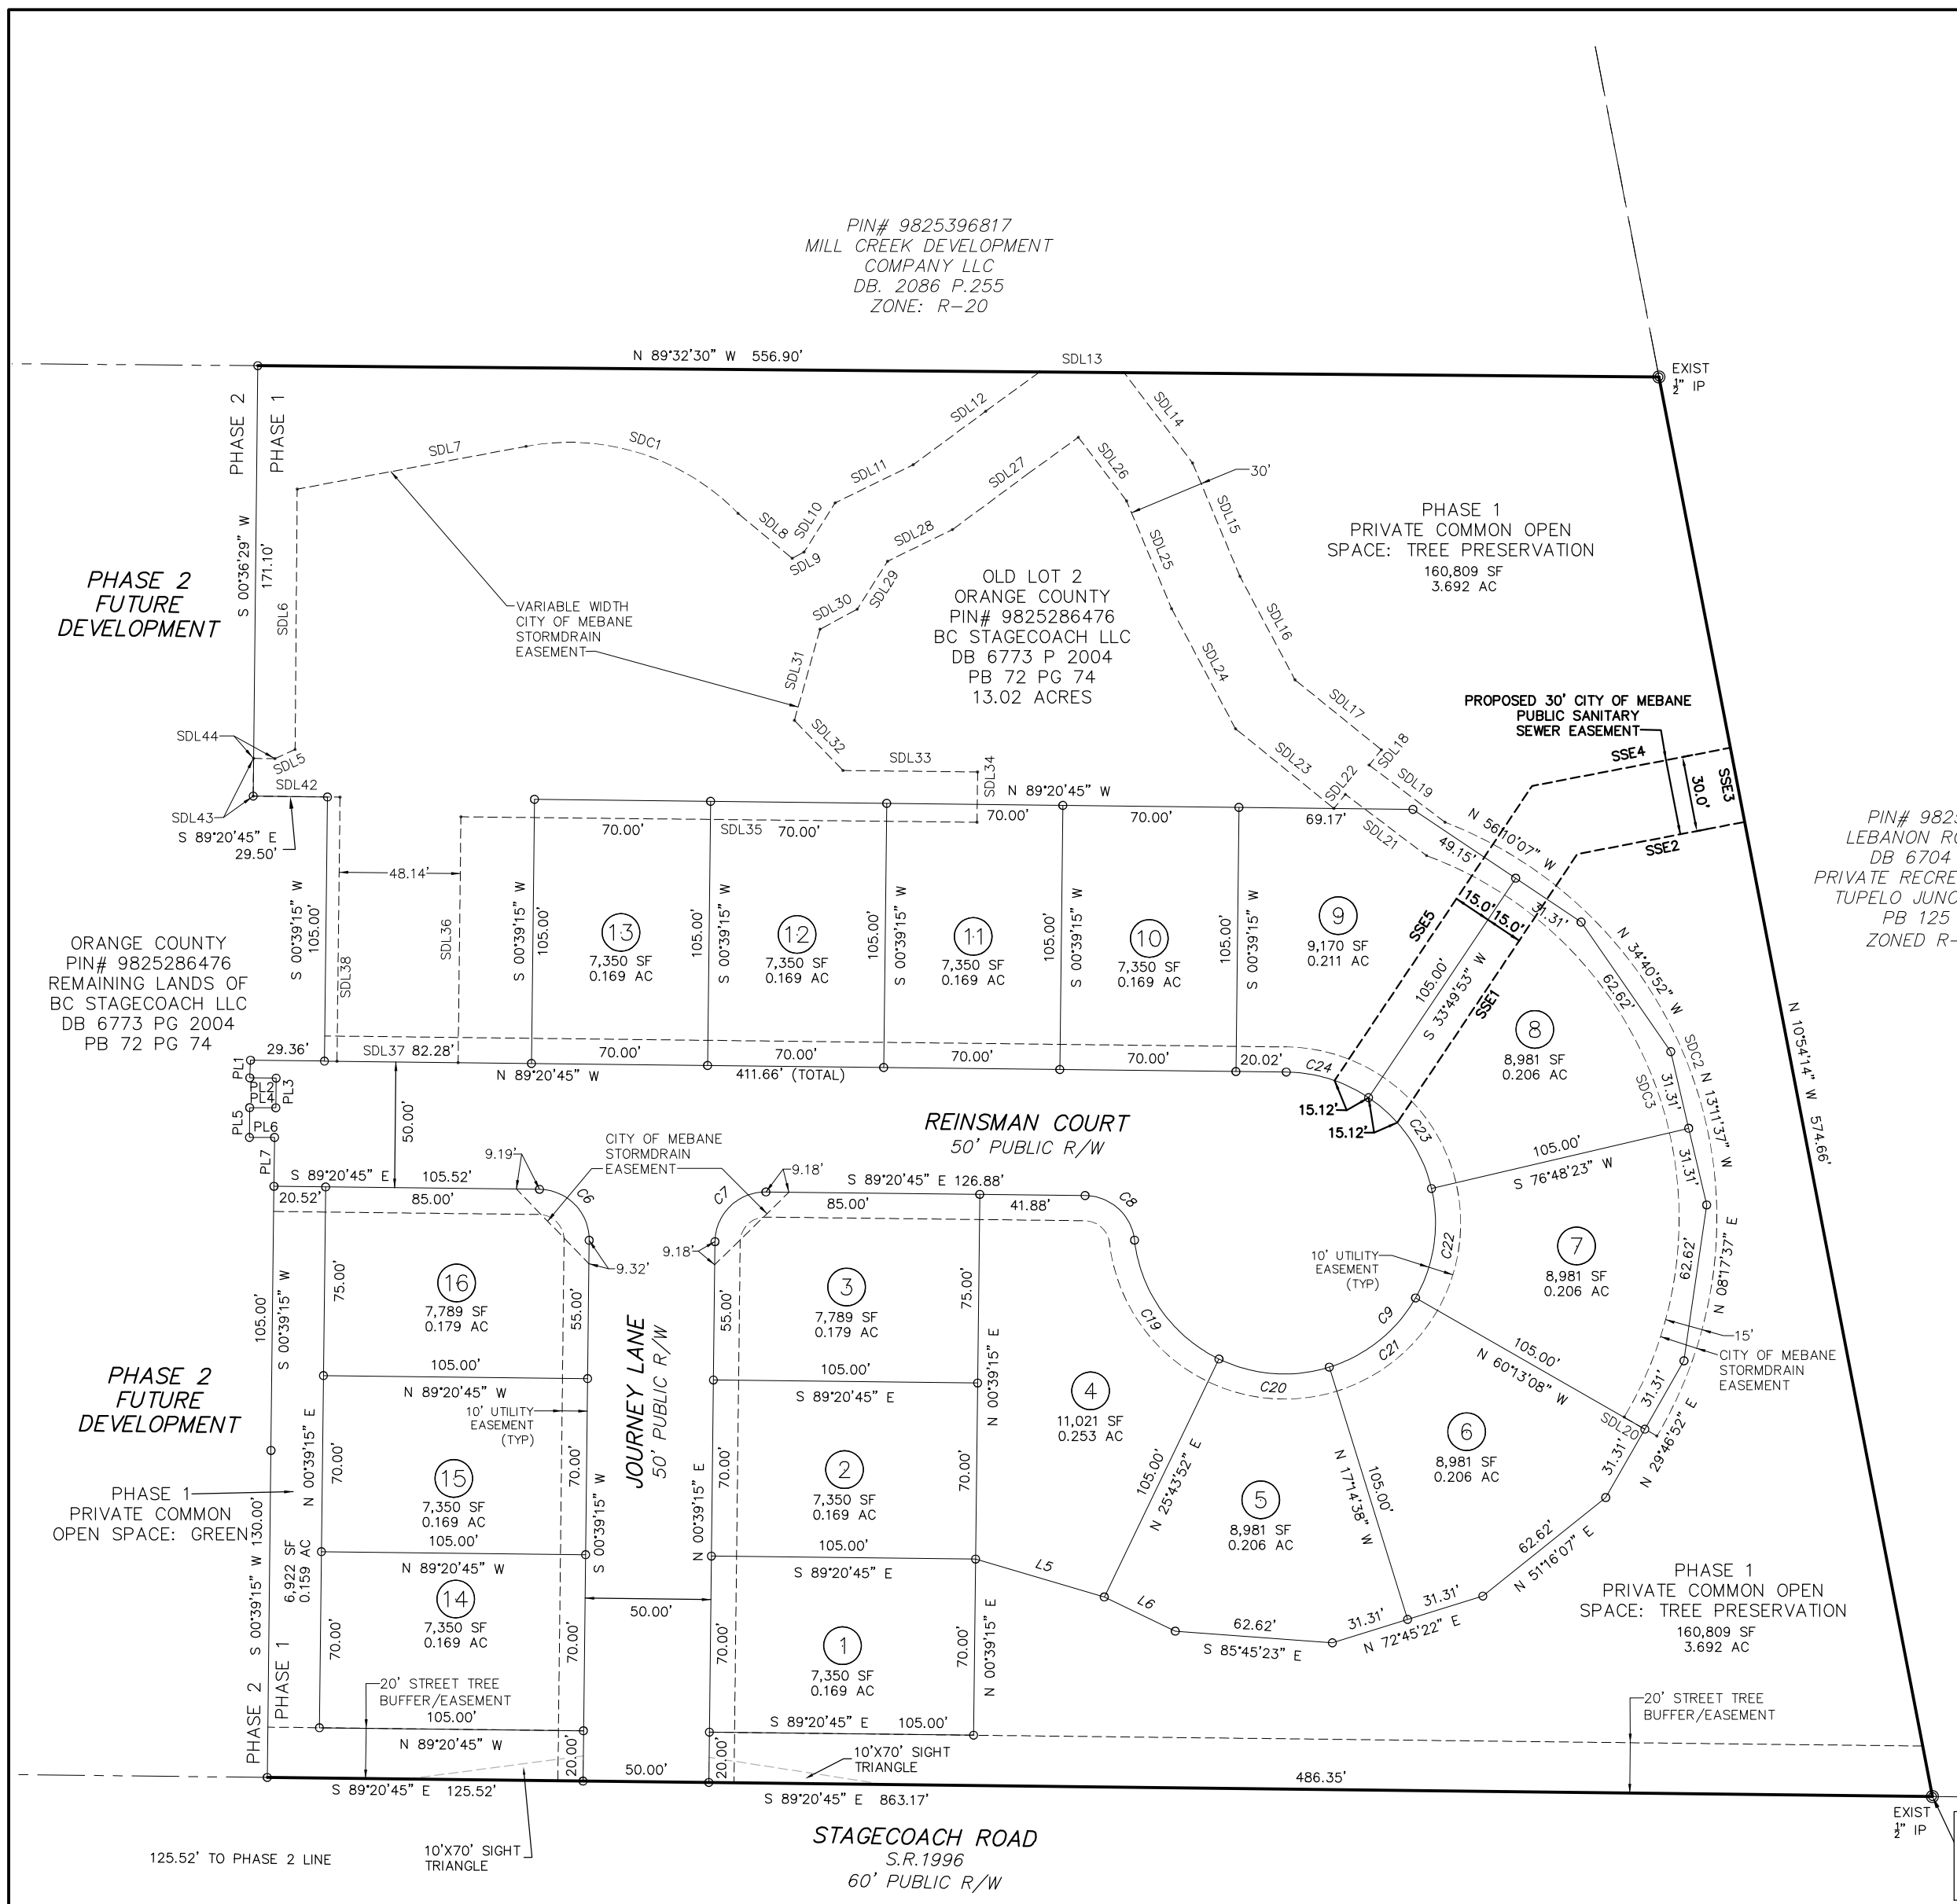 PIN# 9825396817
MILL CREEK DEVELOPMENT
COMPANY LLC
DB. 2086 P.255
ZONE: R-20
N 89°32'30" W 556.90'
SDL13
EXIST
½" IP
PHASE 2
PHASE 1
S 00°36'29" W
171.10'
SDL7
SDC1
SDL12
SDL11
SDL10
SDL8
SDL9
SDL14
SDL27
SDL26
30'
SDL15
SDL28
SDL29
SDL25
SDL30
SDL31
SDL32
SDL33
SDL34
SDL24
SDL16
SDL17
SDL18
SDL23
SDL22
SDL19
SDL21
SDL6
PHASE 1
PRIVATE COMMON OPEN
SPACE: TREE PRESERVATION
160,809 SF
3.692 AC
PHASE 2
FUTURE
DEVELOPMENT
VARIABLE WIDTH
CITY OF MEBANE
STORMDRAIN
EASEMENT
OLD LOT 2
ORANGE COUNTY
PIN# 9825286476
BC STAGECOACH LLC
DB 6773 P 2004
PB 72 PG 74
13.02 ACRES
PROPOSED 30' CITY OF MEBANE
PUBLIC SANITARY
SEWER EASEMENT
SSE4
SSE3
30.0'
SSE2
SDL44
SDL5
SDL42
SDL43
S 89°20'45" E
29.50'
N 89°20'45" W
70.00'
SDL35
70.00'
70.00'
70.00'
69.17'
N 56°10'07" W
49.15'
31.31'
15.0'
15.0'
SSE5
SSE1
48.14'
SDL36
SDL38
S 00°39'15" W
105.00'
S 00°39'15" W
105.00'
13
7,350 SF
0.169 AC
105.00'
S 00°39'15" W
12
7,350 SF
0.169 AC
105.00'
S 00°39'15" W
11
7,350 SF
0.169 AC
105.00'
S 00°39'15" W
10
7,350 SF
0.169 AC
105.00'
S 00°39'15" W
9
9,170 SF
0.211 AC
105.00'
S 33°49'53" W
8
8,981 SF
0.206 AC
62.62'
N 34°40'52" W
31.31'
SDC2
N 13°11'37" W
SDC3
31.31'
N 10°54'14" W 574.66'
PIN# 982
LEBANON R
DB 6704
PRIVATE RECRE
TUPELO JUNC
PB 125
ZONED R-
ORANGE COUNTY
PIN# 9825286476
REMAINING LANDS OF
BC STAGECOACH LLC
DB 6773 PG 2004
PB 72 PG 74
29.36'
SDL37 82.28'
N 89°20'45" W
70.00'
70.00'
411.66' (TOTAL)
70.00'
70.00'
20.02'
C24
15.12'
15.12'
C23
PL1
PL2
PL3
PL4
PL5
PL6
PL7
50.00'
REINSMAN COURT
50' PUBLIC R/W
CITY OF MEBANE
STORMDRAIN
EASEMENT
9.19'
9.18'
C6
C7
S 89°20'45" E
105.52'
20.52'
85.00'
S 89°20'45" E 126.88'
85.00'
41.88'
C8
9.18'
9.32'
105.00'
S 76°48'23" W
7
8,981 SF
0.206 AC
62.62'
N 08°17'37" E
10' UTILITY
EASEMENT
(TYP)
C22
C9
C21
C19
C20
15'
CITY OF MEBANE
STORMDRAIN
EASEMENT
105.00'
N 60°13'08" W
31.31'
SDL20
31.31'
N 29°46'52" E
105.00'
S 00°39'15" W
75.00'
16
7,789 SF
0.179 AC
55.00'
105.00'
N 89°20'45" W
JOURNEY LANE
50' PUBLIC R/W
55.00'
3
7,789 SF
0.179 AC
75.00'
105.00'
S 89°20'45" E
N 00°39'15" E
4
11,021 SF
0.253 AC
105.00'
N 25°43'52" E
N 17°14'38" W
105.00'
6
8,981 SF
0.206 AC
5
8,981 SF
0.206 AC
PHASE 2
FUTURE
DEVELOPMENT
PHASE 1
PRIVATE COMMON
OPEN SPACE: GREEN
N 00°39'15" E
70.00'
10' UTILITY
EASEMENT
(TYP)
15
7,350 SF
0.169 AC
70.00'
S 00°39'15" W
105.00'
N 89°20'45" W
N 00°39'15" E
70.00'
2
7,350 SF
0.169 AC
70.00'
105.00'
S 89°20'45" E
L5
L6
62.62'
S 85°45'23" E
31.31'
31.31'
N 72°45'22" E
62.62'
N 51°16'07" E
S 00°39'15" W 130.00'
6,922 SF
0.159 AC
PHASE 2
PHASE 1
14
7,350 SF
0.169 AC
70.00'
70.00'
50.00'
70.00'
1
7,350 SF
0.169 AC
70.00'
N 00°39'15" E
PHASE 1
PRIVATE COMMON OPEN
SPACE: TREE PRESERVATION
160,809 SF
3.692 AC
20' STREET TREE
BUFFER/EASEMENT
105.00'
N 89°20'45" W
S 89°20'45" E 105.00'
20' STREET TREE
BUFFER/EASEMENT
20.00'
20.00'
10'X70' SIGHT
TRIANGLE
50.00'
486.35'
S 89°20'45" E 125.52'
S 89°20'45" E 863.17'
EXIST
½" IP
STAGECOACH ROAD
S.R.1996
60' PUBLIC R/W
125.52' TO PHASE 2 LINE
10'X70' SIGHT
TRIANGLE